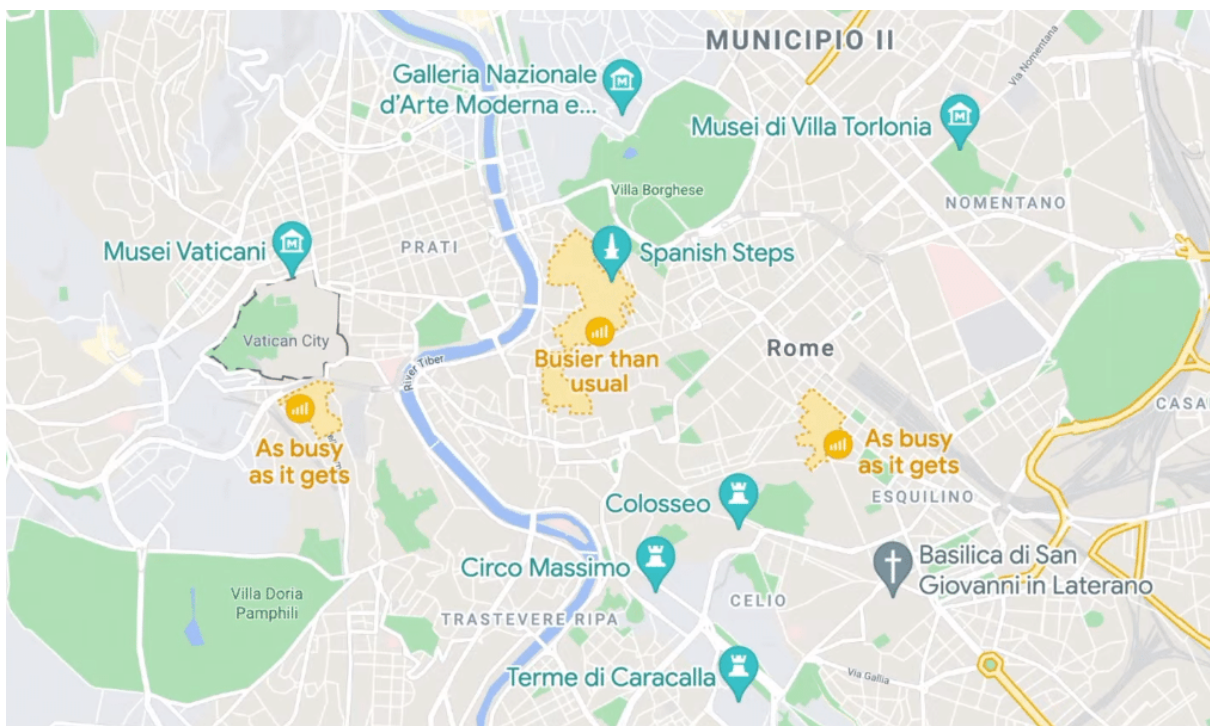 MUNICIPIO II
Via Nomentana
Galleria Nazionale
d'Arte Moderna e...
Musei di Villa Torlonia
Villa Borghese
NOMENTANO
PRATI
Musei Vaticani
Spanish Steps
Vatican City
River Tiber
Rome
Busier than
usual
As busy
as it gets
As busy
as it gets
CASA
ESQUILINO
Colosseo
Circo Massimo
Basilica di San
Giovanni in Laterano
Villa Doria
Pamphili
CELIO
TRASTEVERE RIPA
Terme di Caracalla
Via Gallia